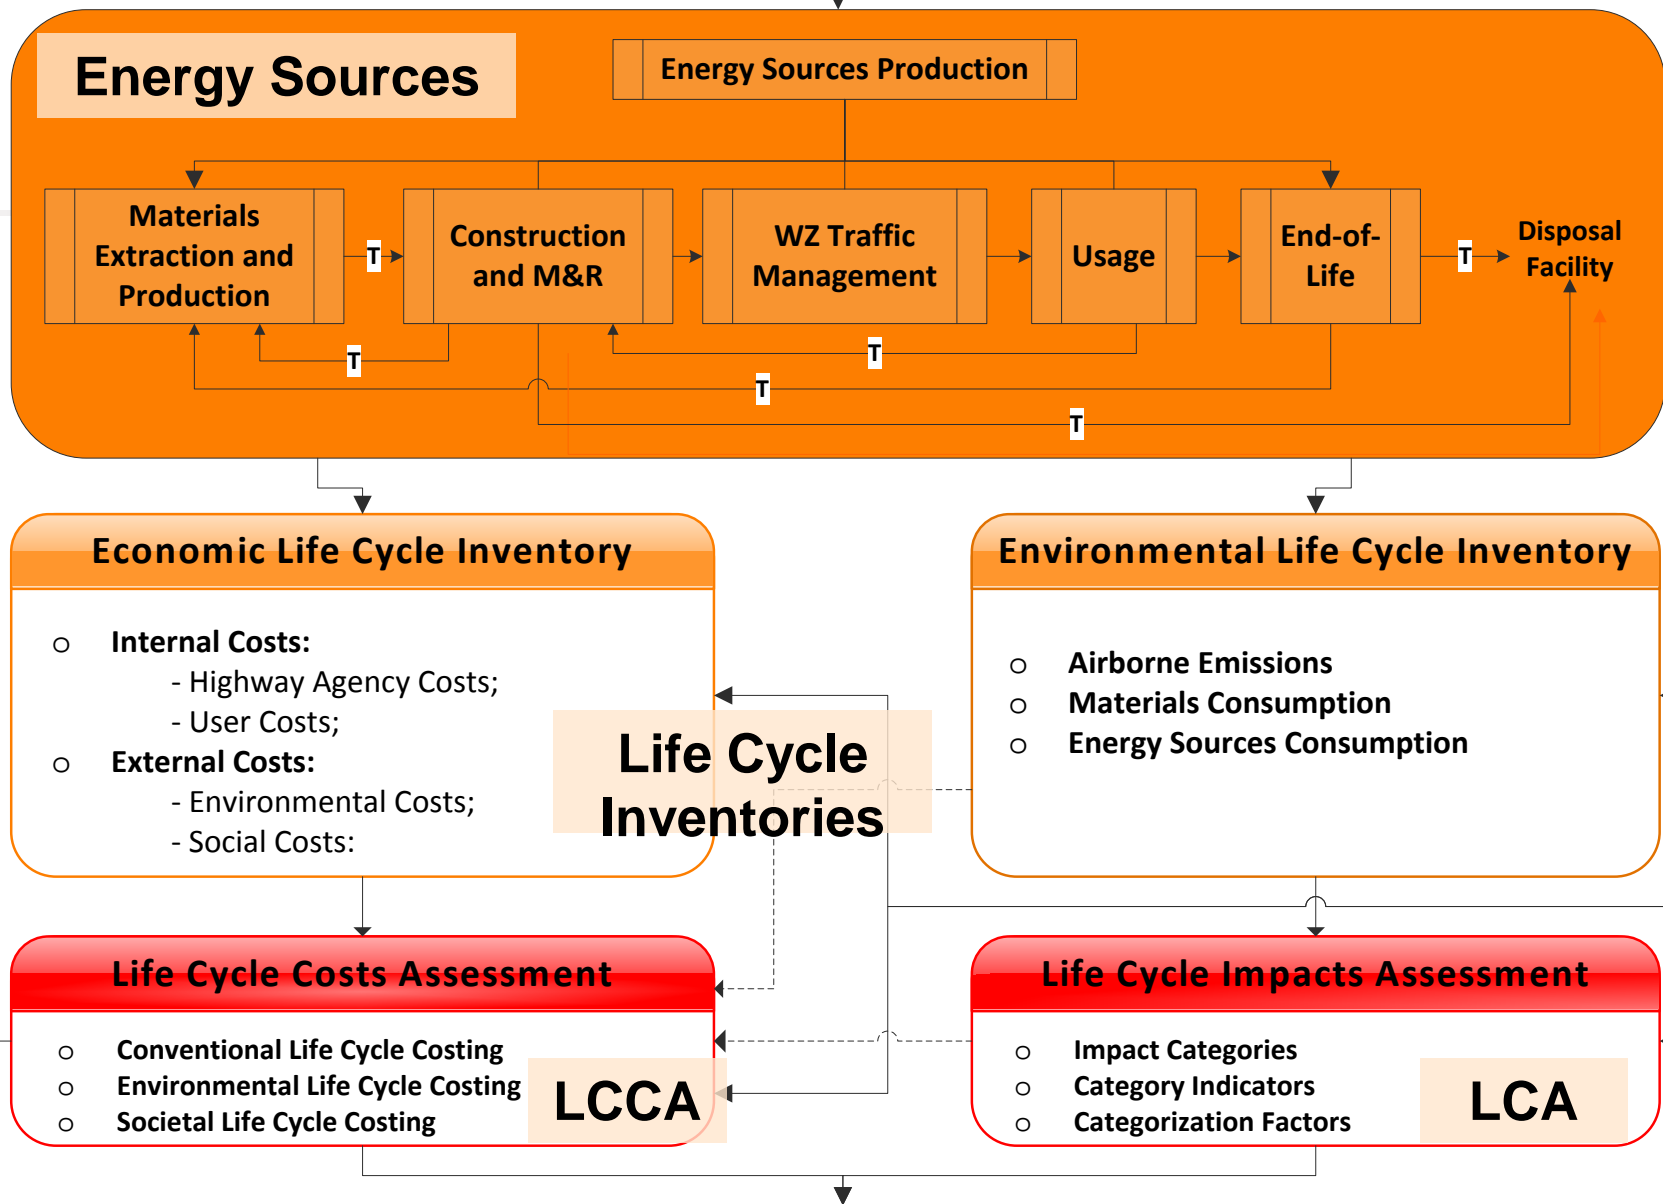 Energy Sources
Energy Sources Production
Materials
Extraction and
Production
T
Construction
and M&R
WZ Traffic
Management
Usage
End-of-
Life
T
Disposal
Facility
T
T
T
T
Economic Life Cycle Inventory
o Internal Costs:
- Highway Agency Costs;
- User Costs;
o External Costs:
- Environmental Costs;
- Social Costs:
Life Cycle
Inventories
Environmental Life Cycle Inventory
o Airborne Emissions
o Materials Consumption
o Energy Sources Consumption
Life Cycle Costs Assessment
o Conventional Life Cycle Costing
o Environmental Life Cycle Costing
o Societal Life Cycle Costing
LCCA
Life Cycle Impacts Assessment
o Impact Categories
o Category Indicators
o Categorization Factors
LCA